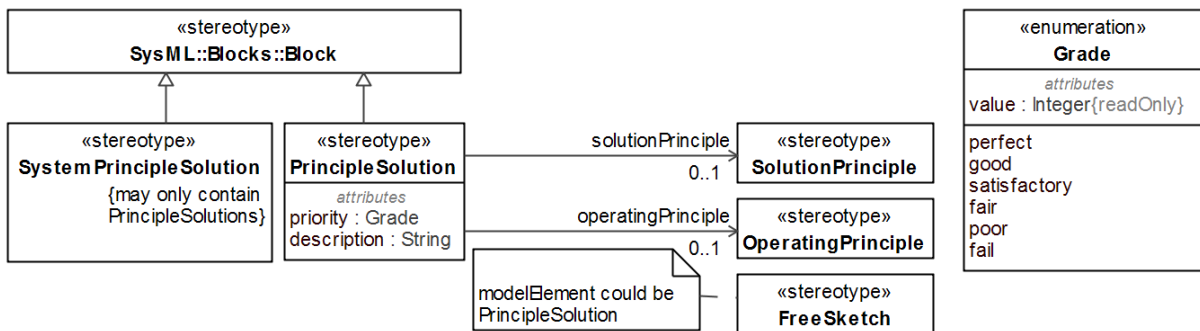 «stereotype»
SysML::Blocks::Block
«stereotype»
SystemPrincipleSolution
{may only contain
PrincipleSolutions}
«stereotype»
PrincipleSolution
attributes
priority : Grade
description : String
solutionPrinciple
0..1
operatingPrinciple
0..1
«stereotype»
SolutionPrinciple
«stereotype»
OperatingPrinciple
modelElement could be
PrincipleSolution
«stereotype»
FreeSketch
«enumeration»
Grade
attributes
value : Integer{readOnly}
perfect
good
satisfactory
fair
poor
fail